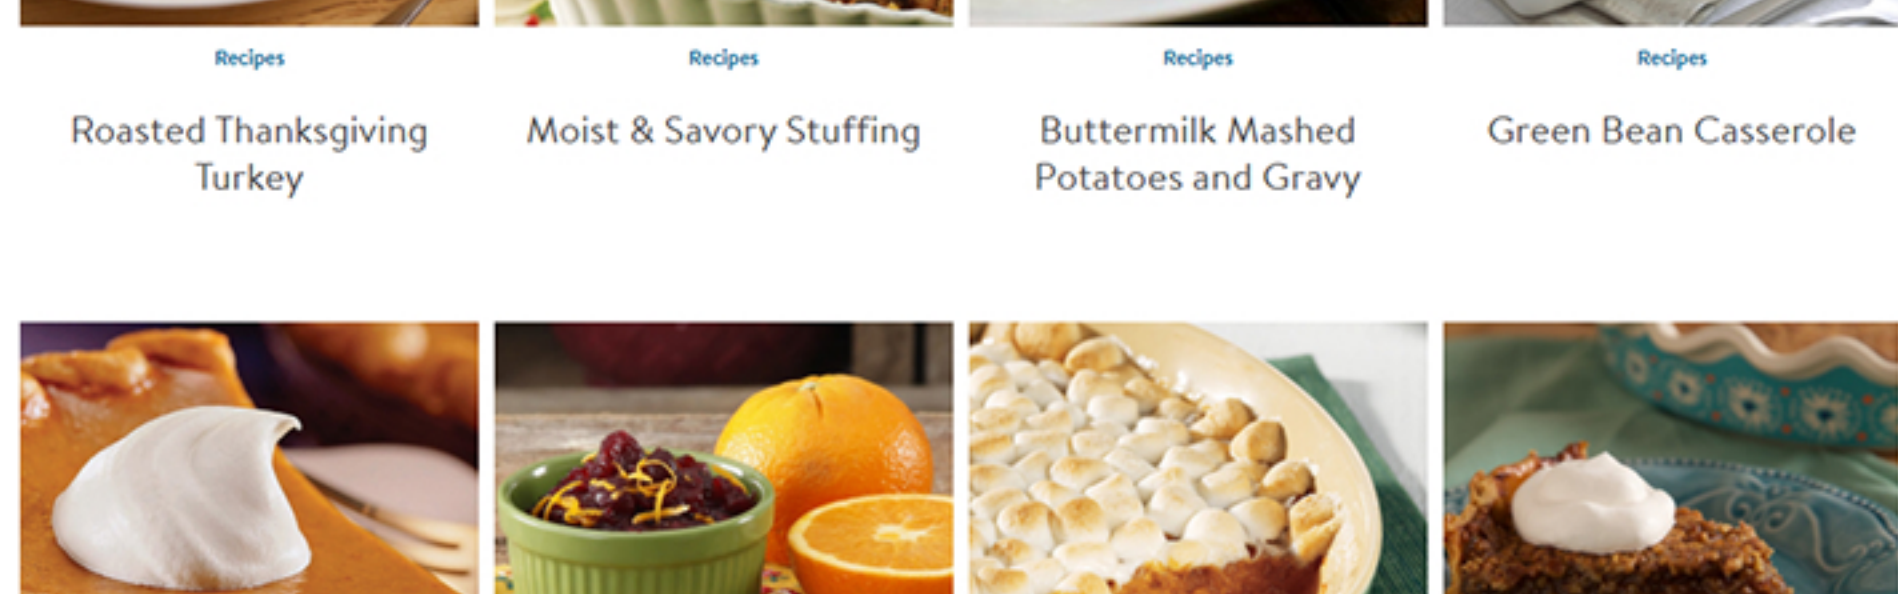 Recipes
Roasted Thanksgiving
Turkey
Recipes
Moist & Savory Stuffing
Recipes
Buttermilk Mashed
Potatoes and Gravy
Recipes
Green Bean Casserole